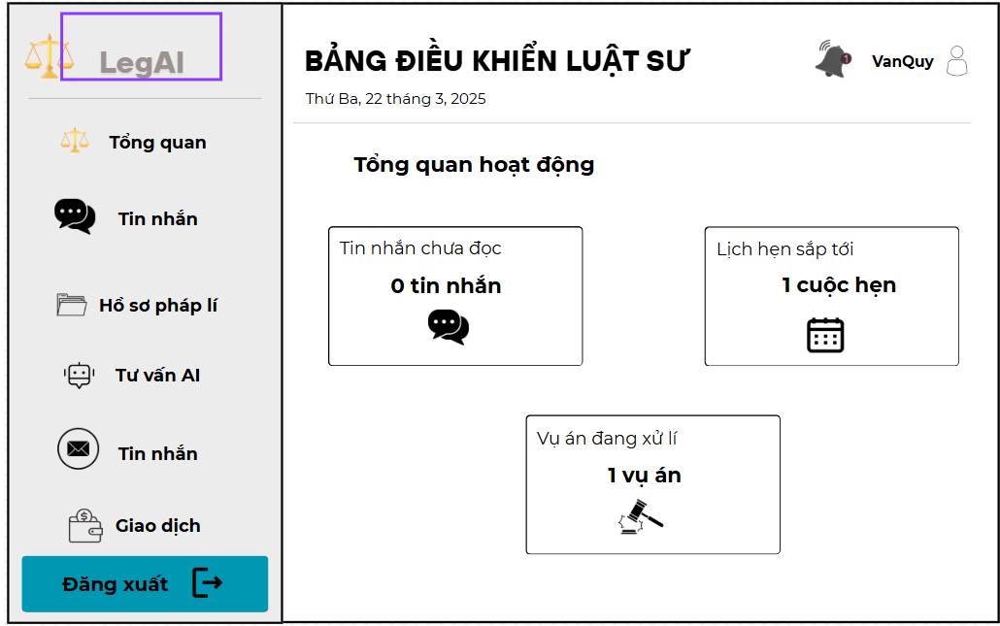 LegAI
Tổng quan
Tin nhắn
Hồ sơ pháp lí
Tư vấn AI
Tin nhắn
$
Giao dịch
Đăng xuất
BẢNG ĐIỀU KHIỂN LUẬT SƯ
Thứ Ba, 22 tháng 3, 2025
1
VanQuy
Tổng quan hoạt động
Tin nhắn chưa đọc
0 tin nhắn
Lịch hẹn sắp tới
1 cuộc hẹn
Vụ án đang xử lí
1 vụ án